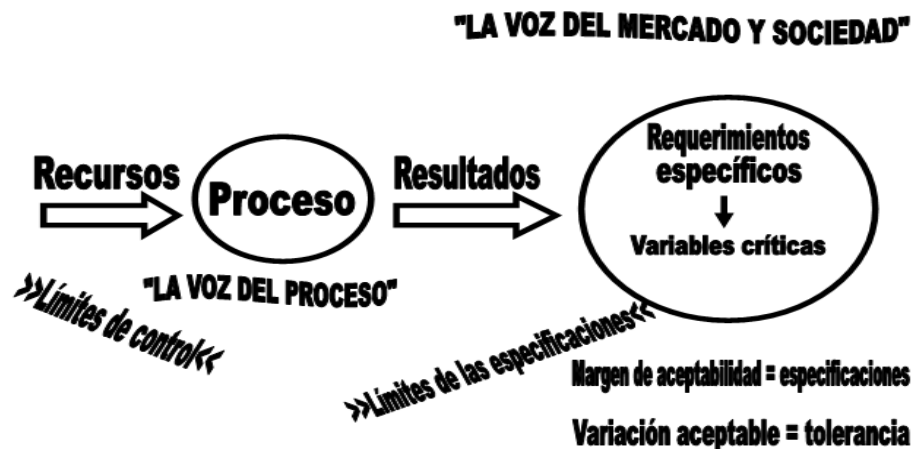 "LA VOZ DEL MERCADO Y SOCIEDAD"
Recursos
Proceso
Resultados
Requerimientos
específicos
Variables críticas
"LA VOZ DEL PROCESO"
>>Límites de control<<
>>Límites de las especificaciones<<
Margen de aceptabilidad = especificaciones
Variación aceptable = tolerancia